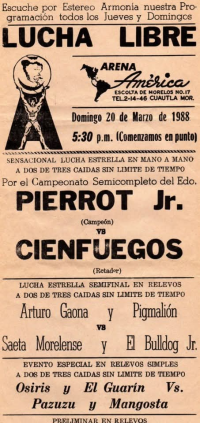 Escuche por Estereo Armonia nuestra Pro-
gramación todos los Jueves y Domingos
LUCHA LIBRE
ARENA
América
ESCOLTA DE MORELOS NO.17
TEL.2-14-46 CUAUTLA MOR.
Domingo 20 de Marzo de 1988
5:30 p.m. (Comenzamos en punto)
SENSACIONAL LUCHA ESTRELLA EN MANO A MANO
A DOS DE TRES CAIDAS SIN LIMITE DE TIEMPO
Por el Campeonato Semicompleto del Edo.
PIERROT Jr.
(Campeón)
vs
CIENFUEGOS
(Retador)
LUCHA ESTRELLA SEMIFINAL EN RELEVOS
A DOS DE TRES CAIDAS SIN LIMITE DE TIEMPO
Arturo Gaona y Pigmalión
vs
Saeta Morelense y El Bulldog Jr.
EVENTO ESPECIAL EN RELEVOS SIMPLES
A DOS DE TRES CAIDAS SIN LIMITE DE TIEMPO
Osiris y El Guarín Vs.
Pazuzu y Mangosta
PRELIMINAR EN RELEVOS